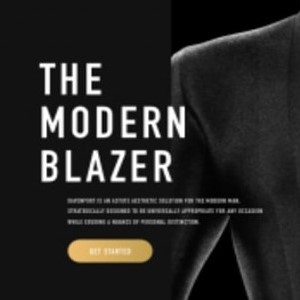 THE
MODERN
BLAZER
DAVENPORT IS AN ASTUTE AESTHETIC SOLUTION FOR THE MODERN MAN.
STRATEGICALLY DESIGNED TO BE UNIVERSALLY APPROPRIATE FOR ANY OCCASION
WHILE EXUDING A NUANCE OF PERSONAL DISTINCTION.
GET STARTED